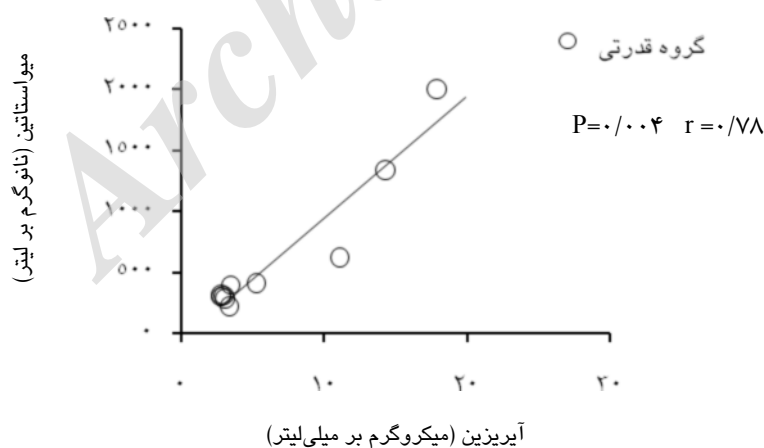 ۲۵۰۰
۲۰۰۰
۱۵۰۰
۱۰۰۰
۵۰۰
۰
میواستاتین (نانوگرم بر لیتر)
گروه قدرتی
P=۰/۰۰۴ r =۰/۷۸
۰ ۱۰ ۲۰ ۳۰
آیریزین (میکروگرم بر میلی‌لیتر)
Arch